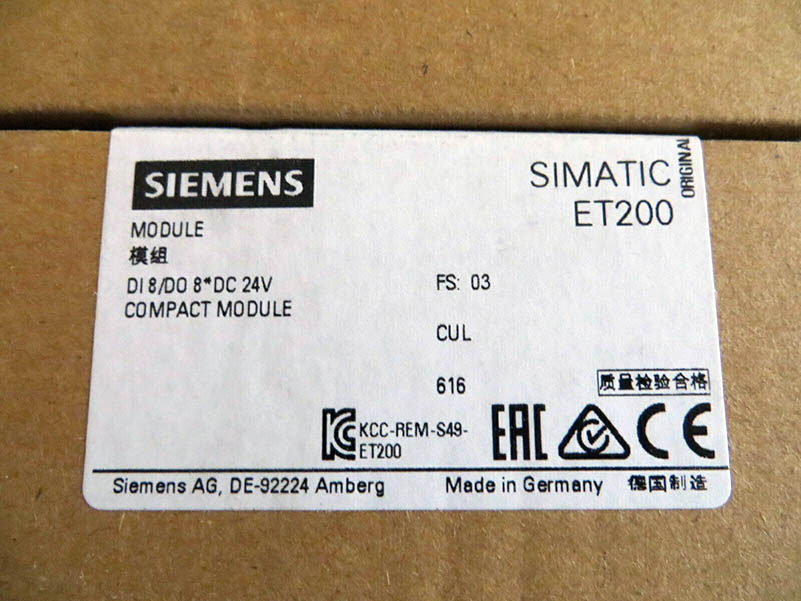 SIEMENS
SIMATIC
ET200
ORIGINAL
MODULE
模组
DI 8/DO 8*DC 24V
COMPACT MODULE
FS: 03
CUL
616
质量检验合格
KC
KCC-REM-S49-
ET200
EAC
CE
Siemens AG, DE-92224 Amberg Made in Germany 德国制造